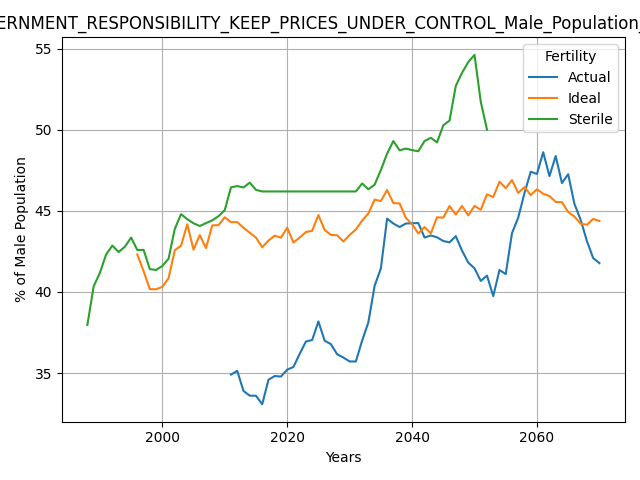 ERNMENT_RESPONSIBILITY_KEEP_PRICES_UNDER_CONTROL_Male_Population_
55
50
45
40
35
% of Male Population
2000 2020 2040 2060
Years
Fertility
Actual
Ideal
Sterile